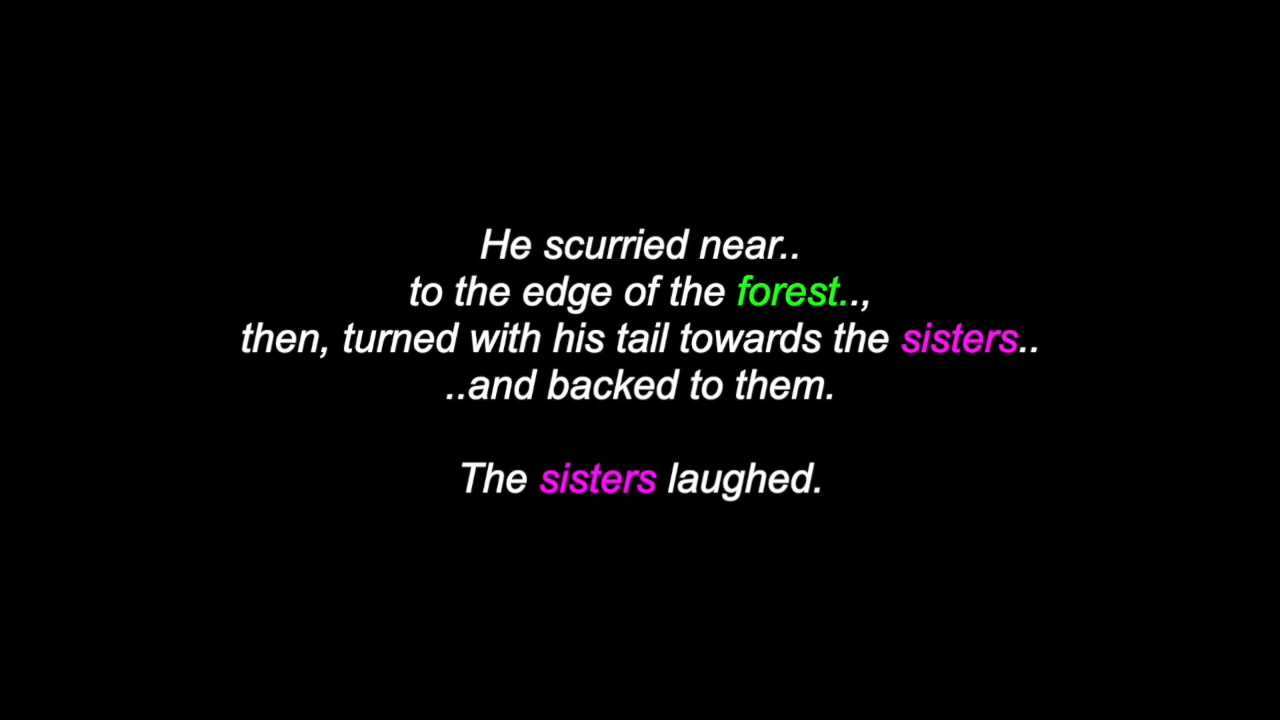 He scurried near..
to the edge of the forest..,
then, turned with his tail towards the sisters..
..and backed to them.
The sisters laughed.